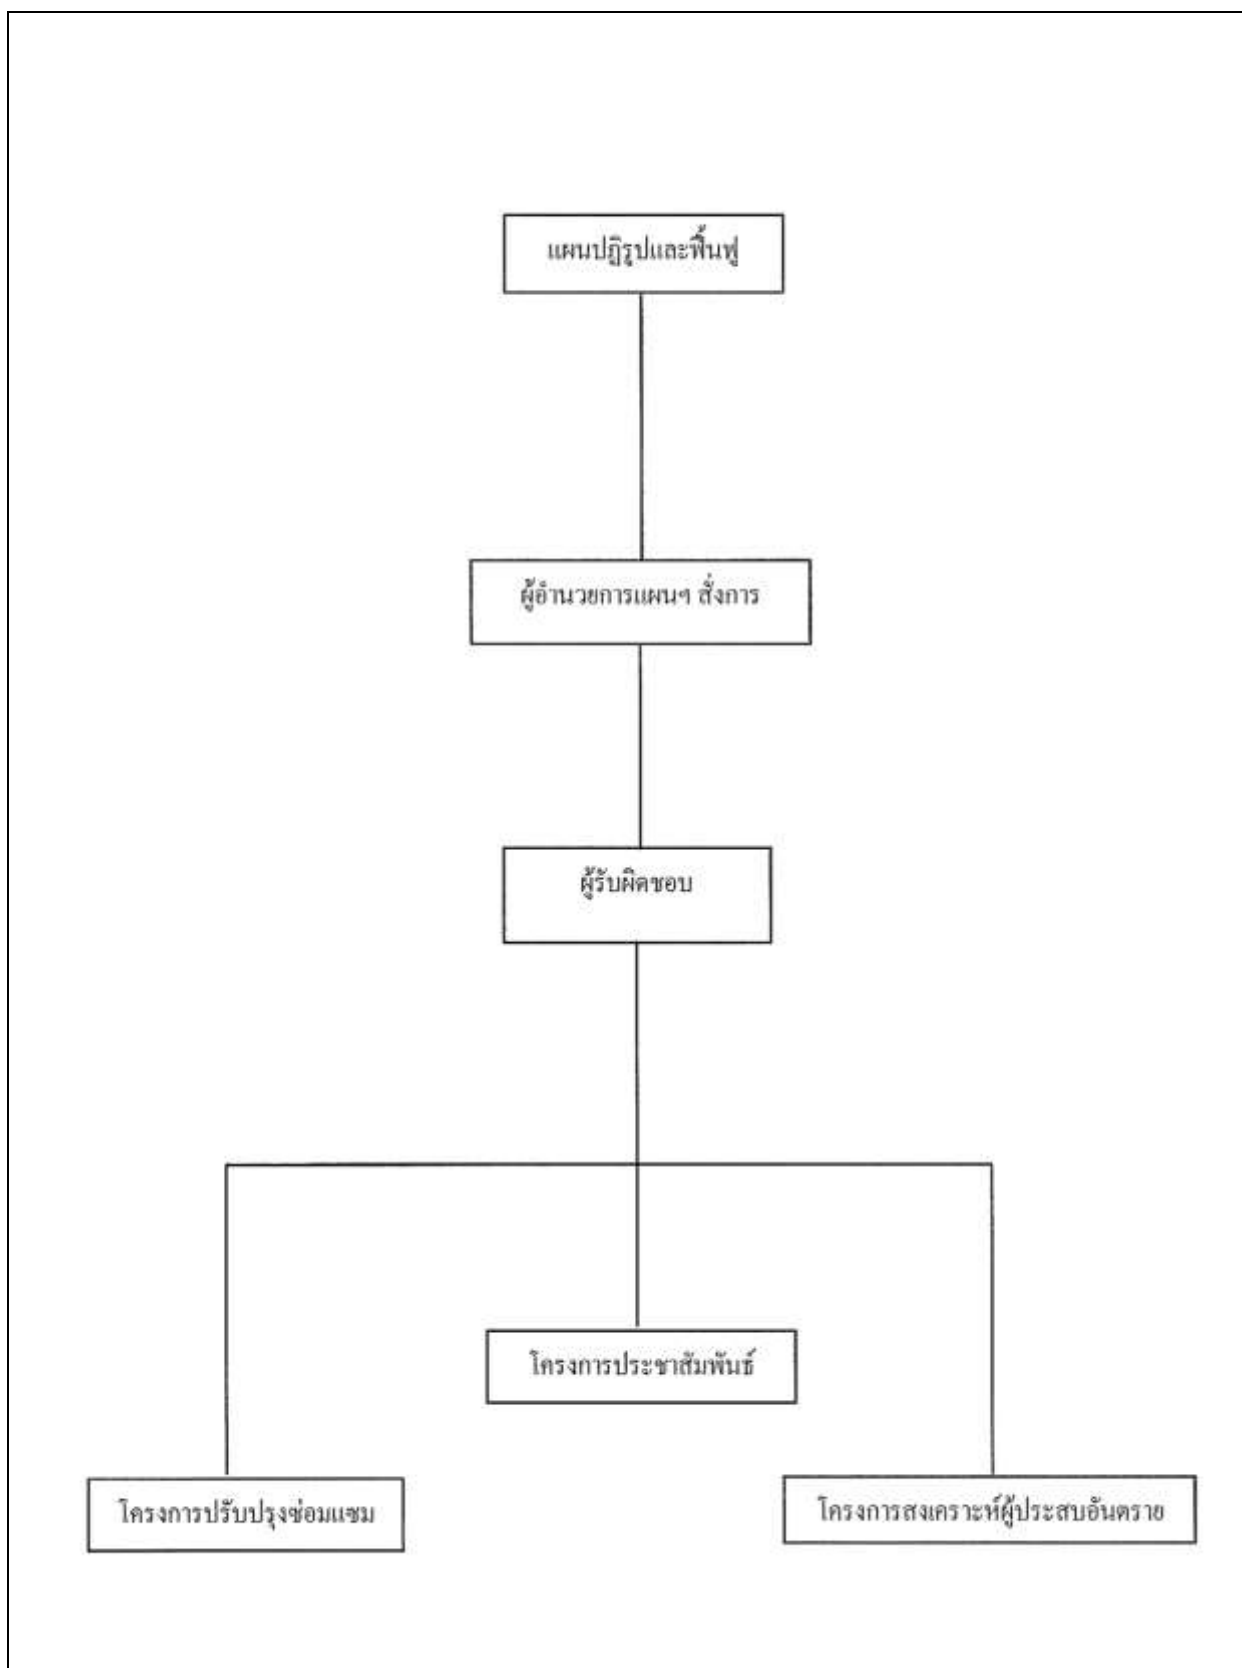 แผนปฏิรูปและฟื้นฟู
ผู้อำนวยการแผนฯ สั่งการ
ผู้รับผิดชอบ
โครงการประชาสัมพันธ์
โครงการปรับปรุงซ่อมแซม
โครงการสงเคราะห์ผู้ประสบอันตราย